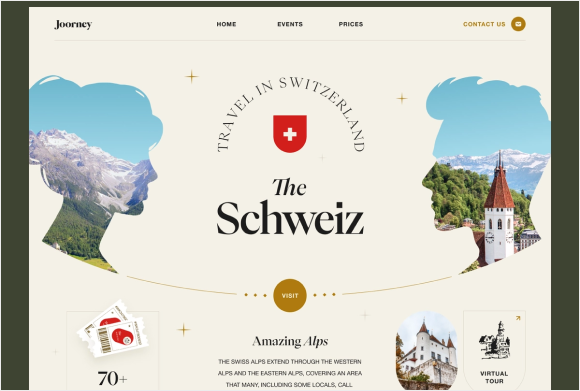 Joorney
HOME
EVENTS
PRICES
CONTACT US
TRAVEL IN SWITZERLAND
The
Schweiz
VISIT
70+
Amazing Alps
THE SWISS ALPS EXTEND THROUGH THE WESTERN
ALPS AND THE EASTERN ALPS, COVERING AN AREA
THAT MANY, INCLUDING SOME LOCALS, CALL
VIRTUAL
TOUR